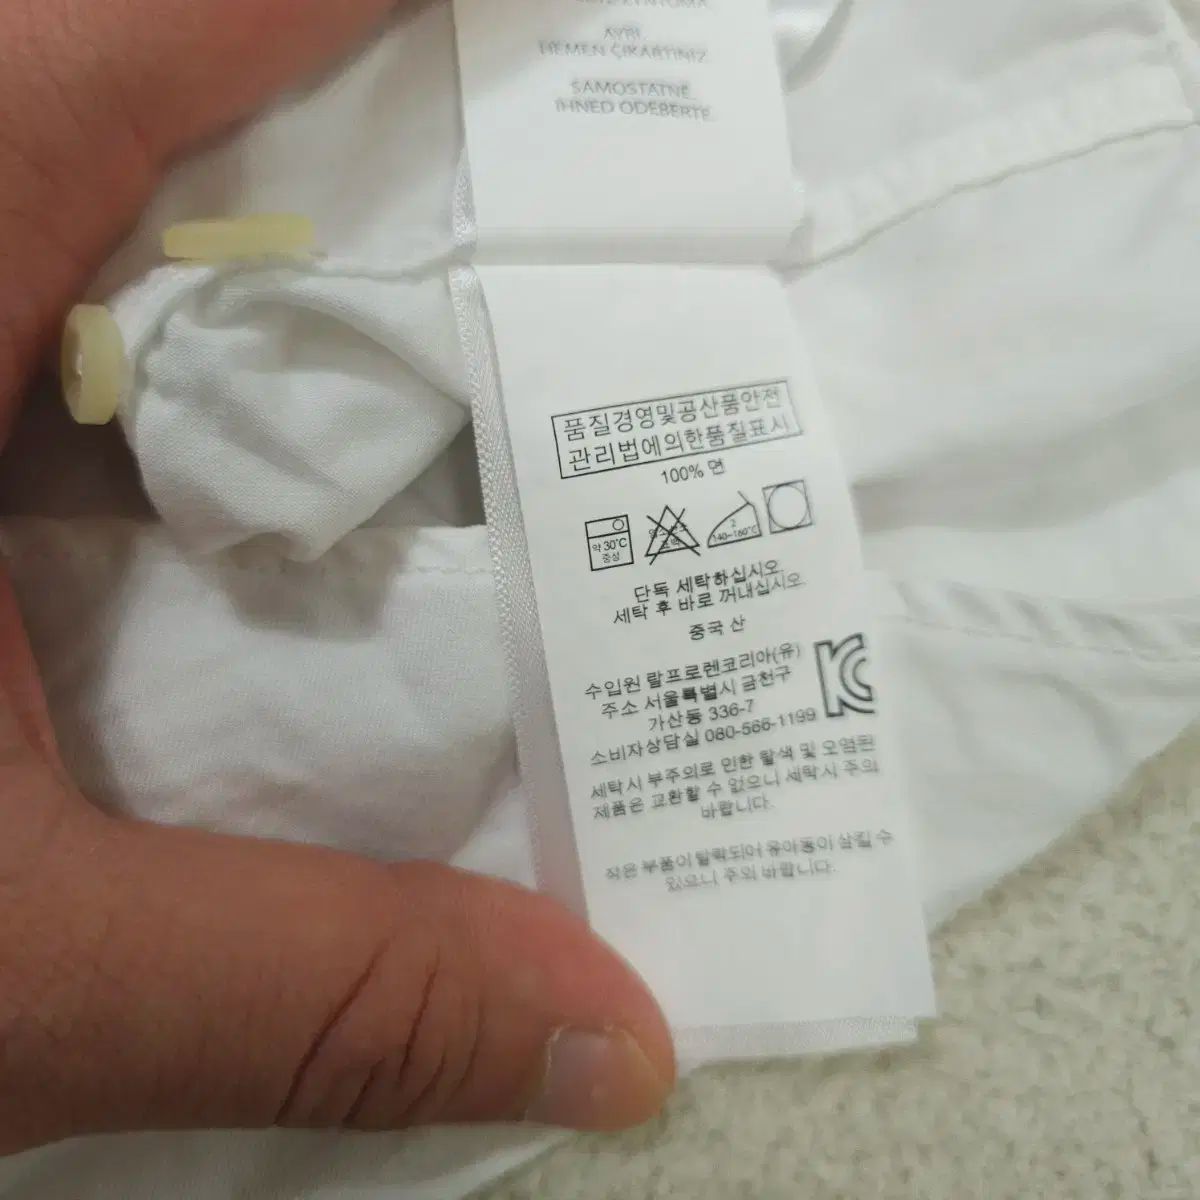 AYRI.
HEMEN ÇIKARTINIZ.
SAMOSTATNĚ.
IHNED ODEBERTE.
품질경영및공산품안전
관리법에의한품질표시
100% 면
약 30℃
중성
2
140~160℃
단독 세탁하십시오.
세탁 후 바로 꺼내십시오.
중국 산
수입원 랄프로렌코리아(유)
주소 서울특별시 금천구
가산동 336-7
소비자상담실 080-566-1199
세탁시 부주의로 인한 탈색 및 오염된
제품은 교환할 수 없으니 세탁시 주의
바랍니다.
작은 부품이 탈락되어 유아동이 삼킬 수
있으니 주의 바랍니다.